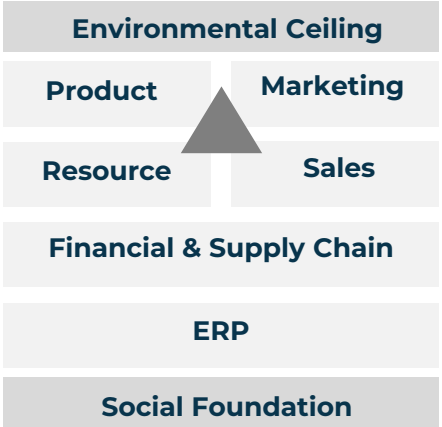 Environmental Ceiling
Product
Marketing
Resource
Sales
Financial & Supply Chain
ERP
Social Foundation